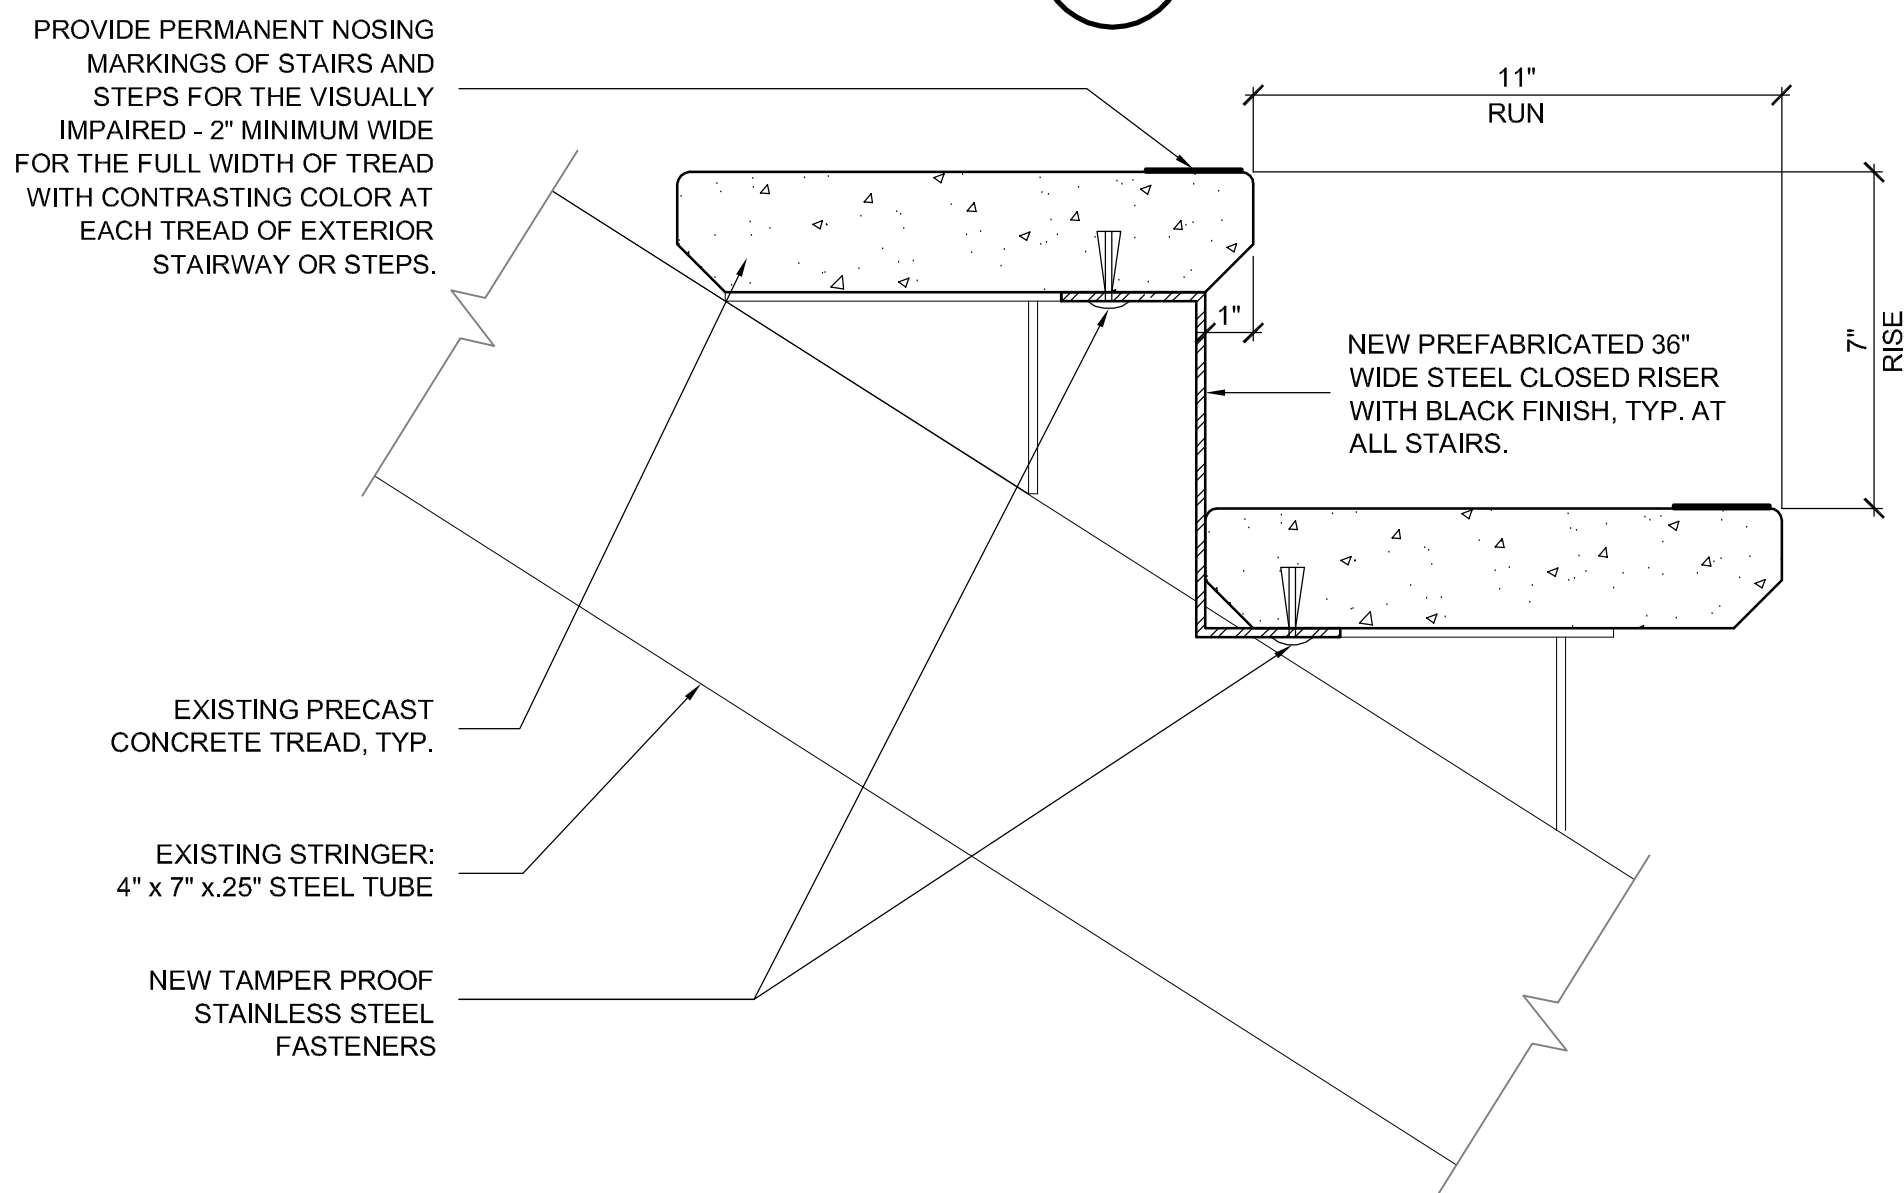 PROVIDE PERMANENT NOSING
MARKINGS OF STAIRS AND
STEPS FOR THE VISUALLY
IMPAIRED - 2" MINIMUM WIDE
FOR THE FULL WIDTH OF TREAD
WITH CONTRASTING COLOR AT
EACH TREAD OF EXTERIOR
STAIRWAY OR STEPS.
11"
RUN
1"
7"
RISE
NEW PREFABRICATED 36"
WIDE STEEL CLOSED RISER
WITH BLACK FINISH, TYP. AT
ALL STAIRS.
EXISTING PRECAST
CONCRETE TREAD, TYP.
EXISTING STRINGER:
4" x 7" x.25" STEEL TUBE
NEW TAMPER PROOF
STAINLESS STEEL
FASTENERS